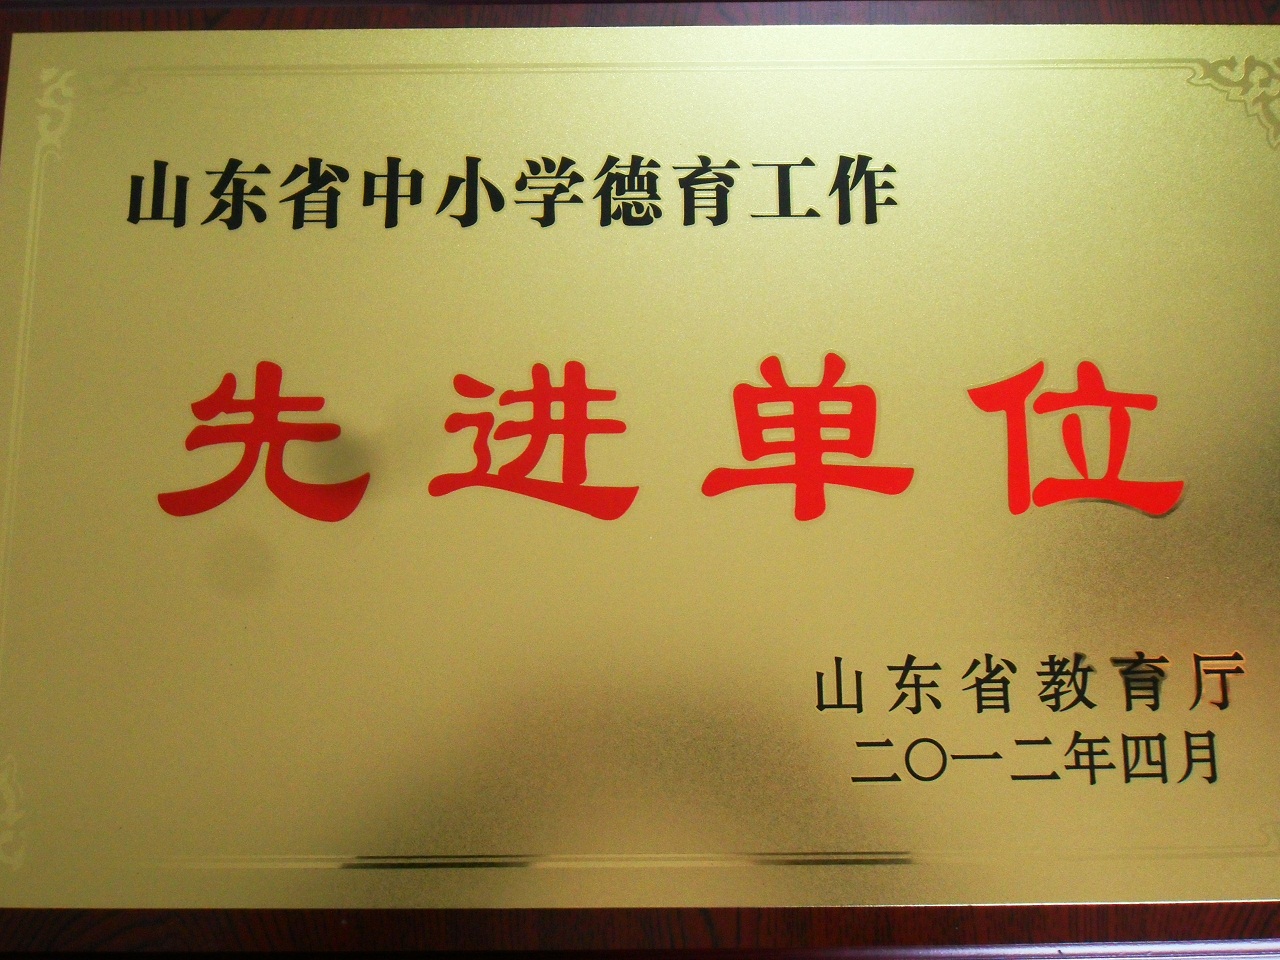 山东省中小学德育工作
先进单位
山东省教育厅
二〇一二年四月